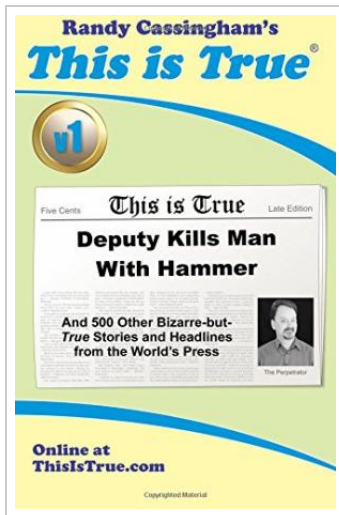 Randy Cassingham's
This is True®
v1
Five Cents This is True Late Edition
Deputy Kills Man
With Hammer
And 500 Other Bizarre-but-
True Stories and Headlines
from the World's Press
The Perpetrator
Online at
ThisIsTrue.com
Copyrighted Material